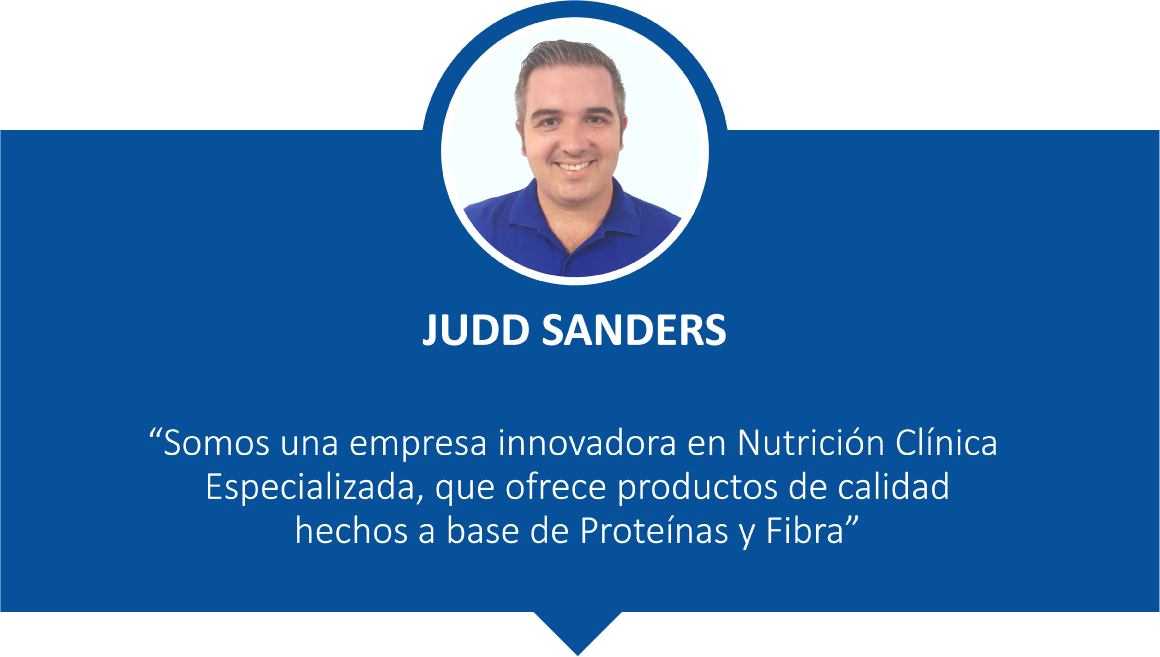 JUDD SANDERS
“Somos una empresa innovadora en Nutrición Clínica
Especializada, que ofrece productos de calidad
hechos a base de Proteínas y Fibra”